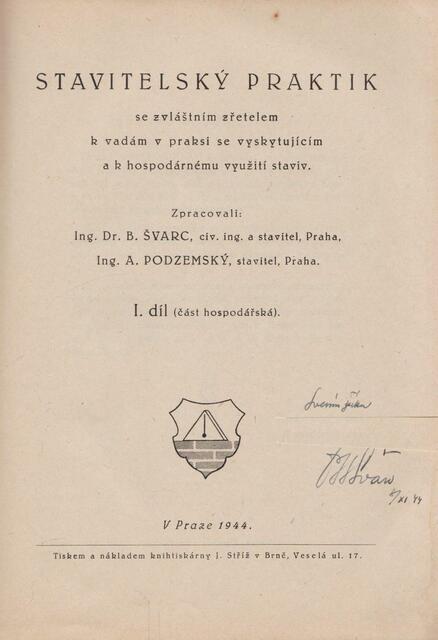 STAVITELSKÝ PRAKTIK
se zvláštním zřetelem
k vadám v praksi se vyskytujícím
a k hospodárnému využití staviv.
Zpracovali:
Ing. Dr. B. ŠVARC, civ. ing. a stavitel, Praha,
Ing. A. PODZEMSKÝ, stavitel, Praha.
I. díl (část hospodářská).
V Praze 1944.
Tiskem a nákladem knihtiskárny J. Stříž v Brně, Veselá ul. 17.